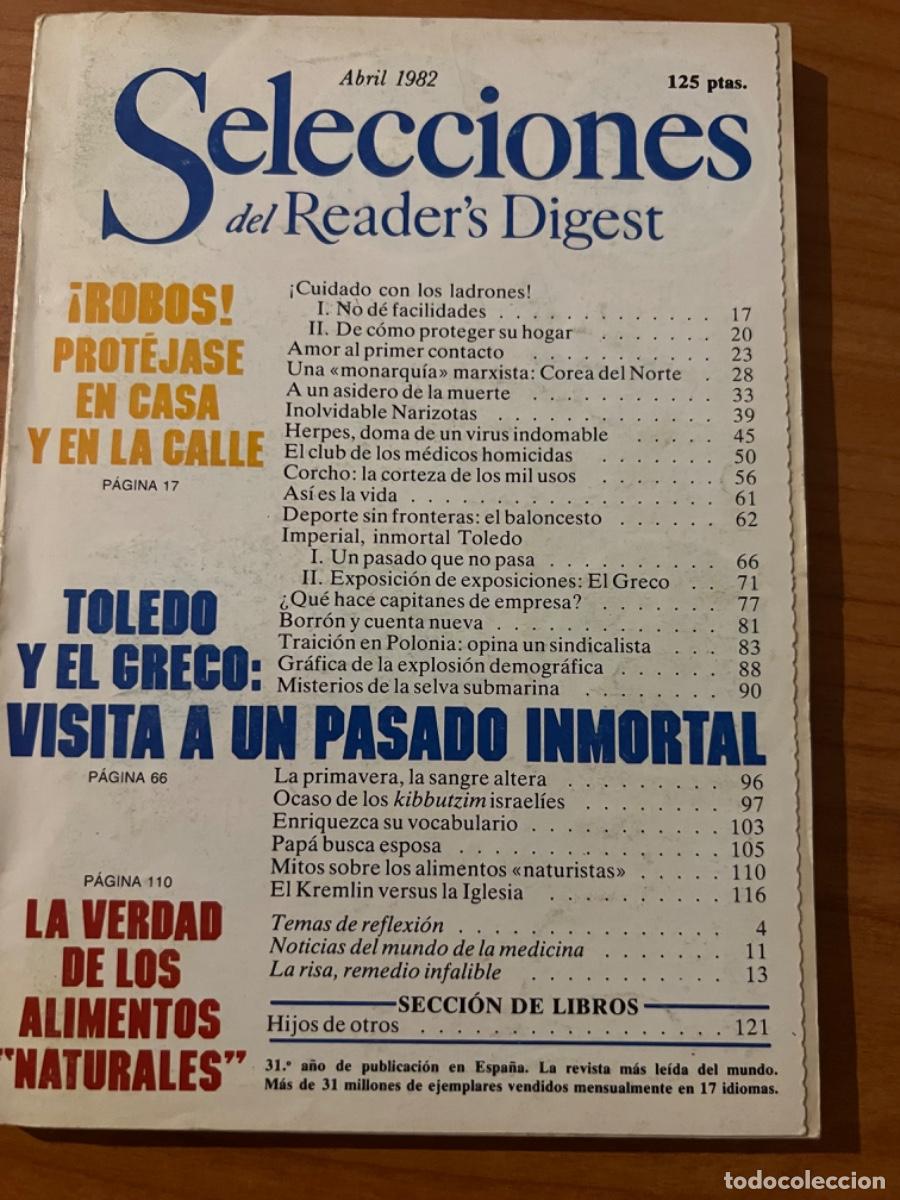 Abril 1982
125 ptas.
Selecciones
del Reader's Digest
¡ROBOS!
PROTÉJASE
EN CASA
Y EN LA CALLE
PÁGINA 17
¡Cuidado con los ladrones!
I. No dé facilidades . . . . . . . . . . . . . 17
II. De cómo proteger su hogar . . . . . . . 20
Amor al primer contacto . . . . . . . . . . . 23
Una «monarquía» marxista: Corea del Norte . 28
A un asidero de la muerte . . . . . . . . . . . 33
Inolvidable Narizotas . . . . . . . . . . . . . 39
Herpes, doma de un virus indomable . . . . . 45
El club de los médicos homicidas . . . . . . . 50
Corcho: la corteza de los mil usos . . . . . . . 56
Así es la vida . . . . . . . . . . . . . . . . . 61
Deporte sin fronteras: el baloncesto . . . . . . 62
Imperial, inmortal Toledo
I. Un pasado que no pasa . . . . . . . . . . 66
II. Exposición de exposiciones: El Greco . . 71
¿Qué hace capitanes de empresa? . . . . . . . 77
Borrón y cuenta nueva . . . . . . . . . . . . . 81
Traición en Polonia: opina un sindicalista . . . 83
Gráfica de la explosión demográfica . . . . . . 88
Misterios de la selva submarina . . . . . . . . 90
TOLEDO
Y EL GRECO:
VISITA A UN PASADO INMORTAL
PÁGINA 66
La primavera, la sangre altera . . . . . . . . . 96
Ocaso de los kibbutzim israelíes . . . . . . . . 97
Enriquezca su vocabulario . . . . . . . . . . . 103
Papá busca esposa . . . . . . . . . . . . . . . 105
Mitos sobre los alimentos «naturistas» . . . . . 110
El Kremlin versus la Iglesia . . . . . . . . . . 116
PÁGINA 110
LA VERDAD
DE LOS
ALIMENTOS
"NATURALES"
Temas de reflexión . . . . . . . . . . . . . . . 4
Noticias del mundo de la medicina . . . . . . . 11
La risa, remedio infalible . . . . . . . . . . . 13
SECCIÓN DE LIBROS
Hijos de otros . . . . . . . . . . . . . . . . . 121
31.º año de publicación en España. La revista más leída del mundo.
Más de 31 millones de ejemplares vendidos mensualmente en 17 idiomas.
todocoleccion